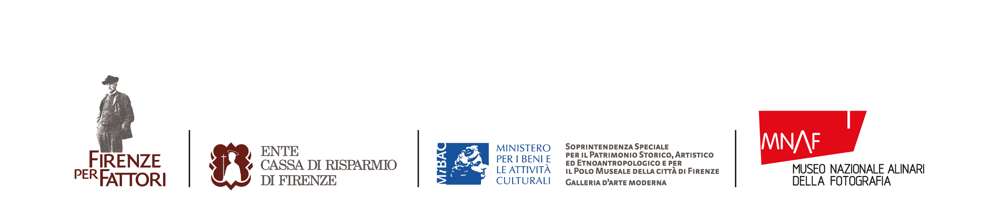 FIRENZE
PER FATTORI
ENTE
CASSA DI RISPARMIO
DI FIRENZE
MiBAC
MINISTERO
PER I BENI E
LE ATTIVITÀ
CULTURALI
SOPRINTENDENZA SPECIALE
PER IL PATRIMONIO STORICO, ARTISTICO
ED ETNOANTROPOLOGICO E PER
IL POLO MUSEALE DELLA CITTÀ DI FIRENZE
GALLERIA D'ARTE MODERNA
MNAF
MUSEO NAZIONALE ALINARI
DELLA FOTOGRAFIA